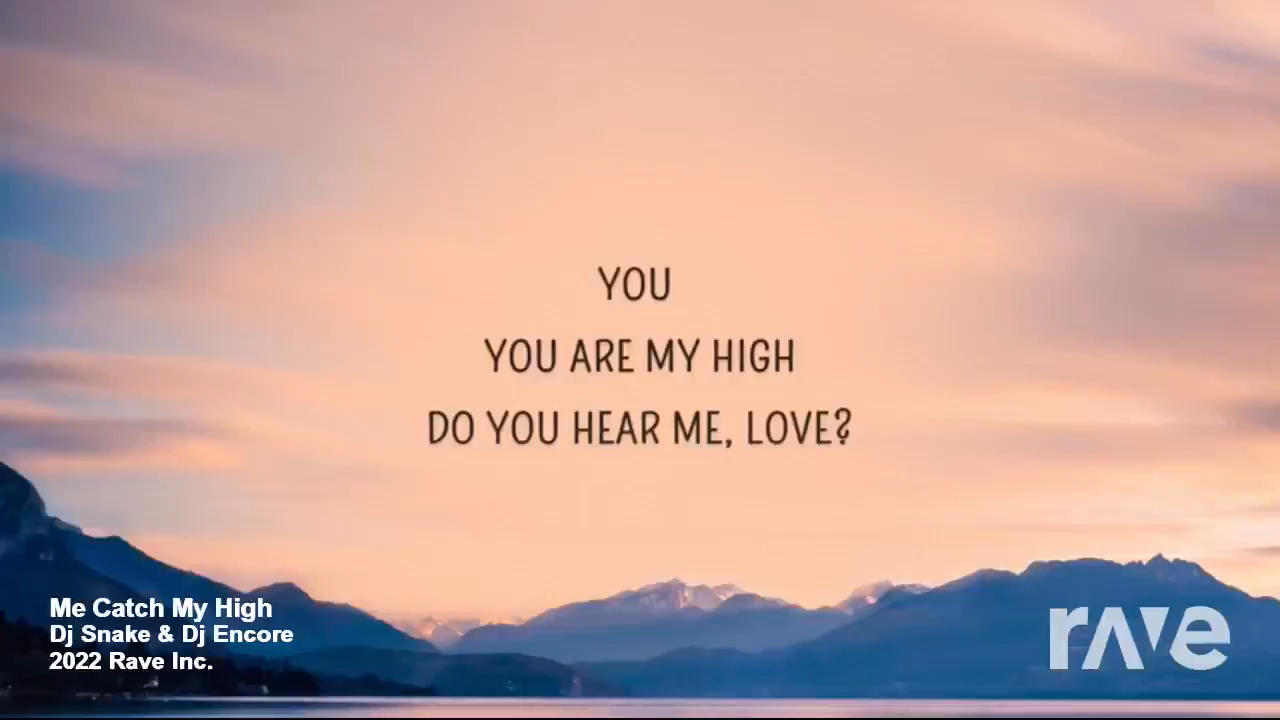 YOU
YOU ARE MY HIGH
DO YOU HEAR ME, LOVE?
Me Catch My High
Dj Snake & Dj Encore
2022 Rave Inc.
rave